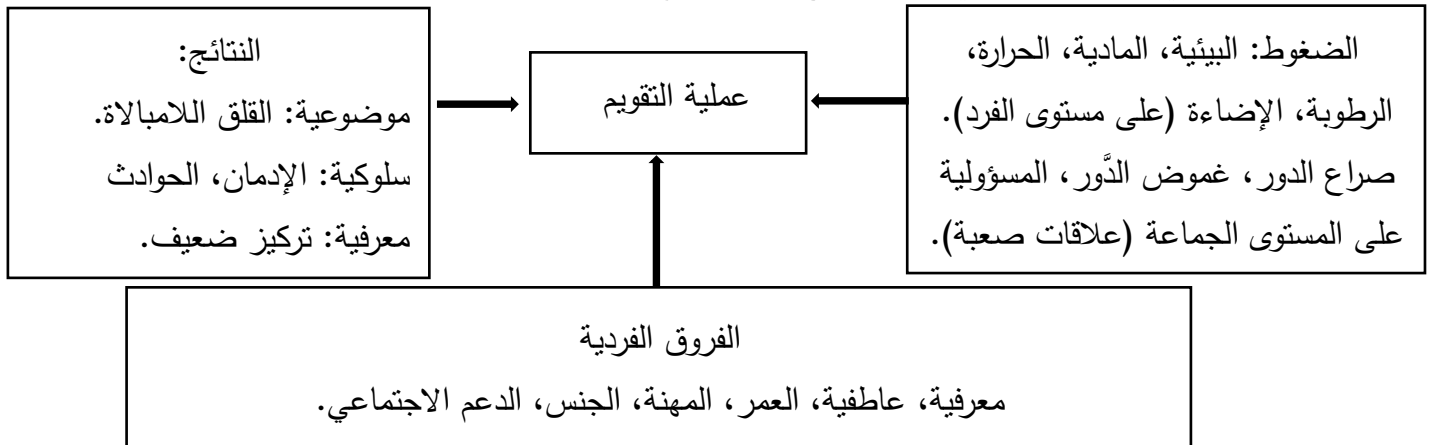 الضغوط: البيئية، المادية، الحرارة،
الرطوبة، الإضاءة (على مستوى الفرد).
صراع الدور، غموض الدَّور، المسؤولية
على المستوى الجماعة (علاقات صعبة).
عملية التقويم
النتائج:
موضوعية: القلق اللامبالاة.
سلوكية: الإدمان، الحوادث
معرفية: تركيز ضعيف.
الفروق الفردية
معرفية، عاطفية، العمر، المهنة، الجنس، الدعم الاجتماعي.